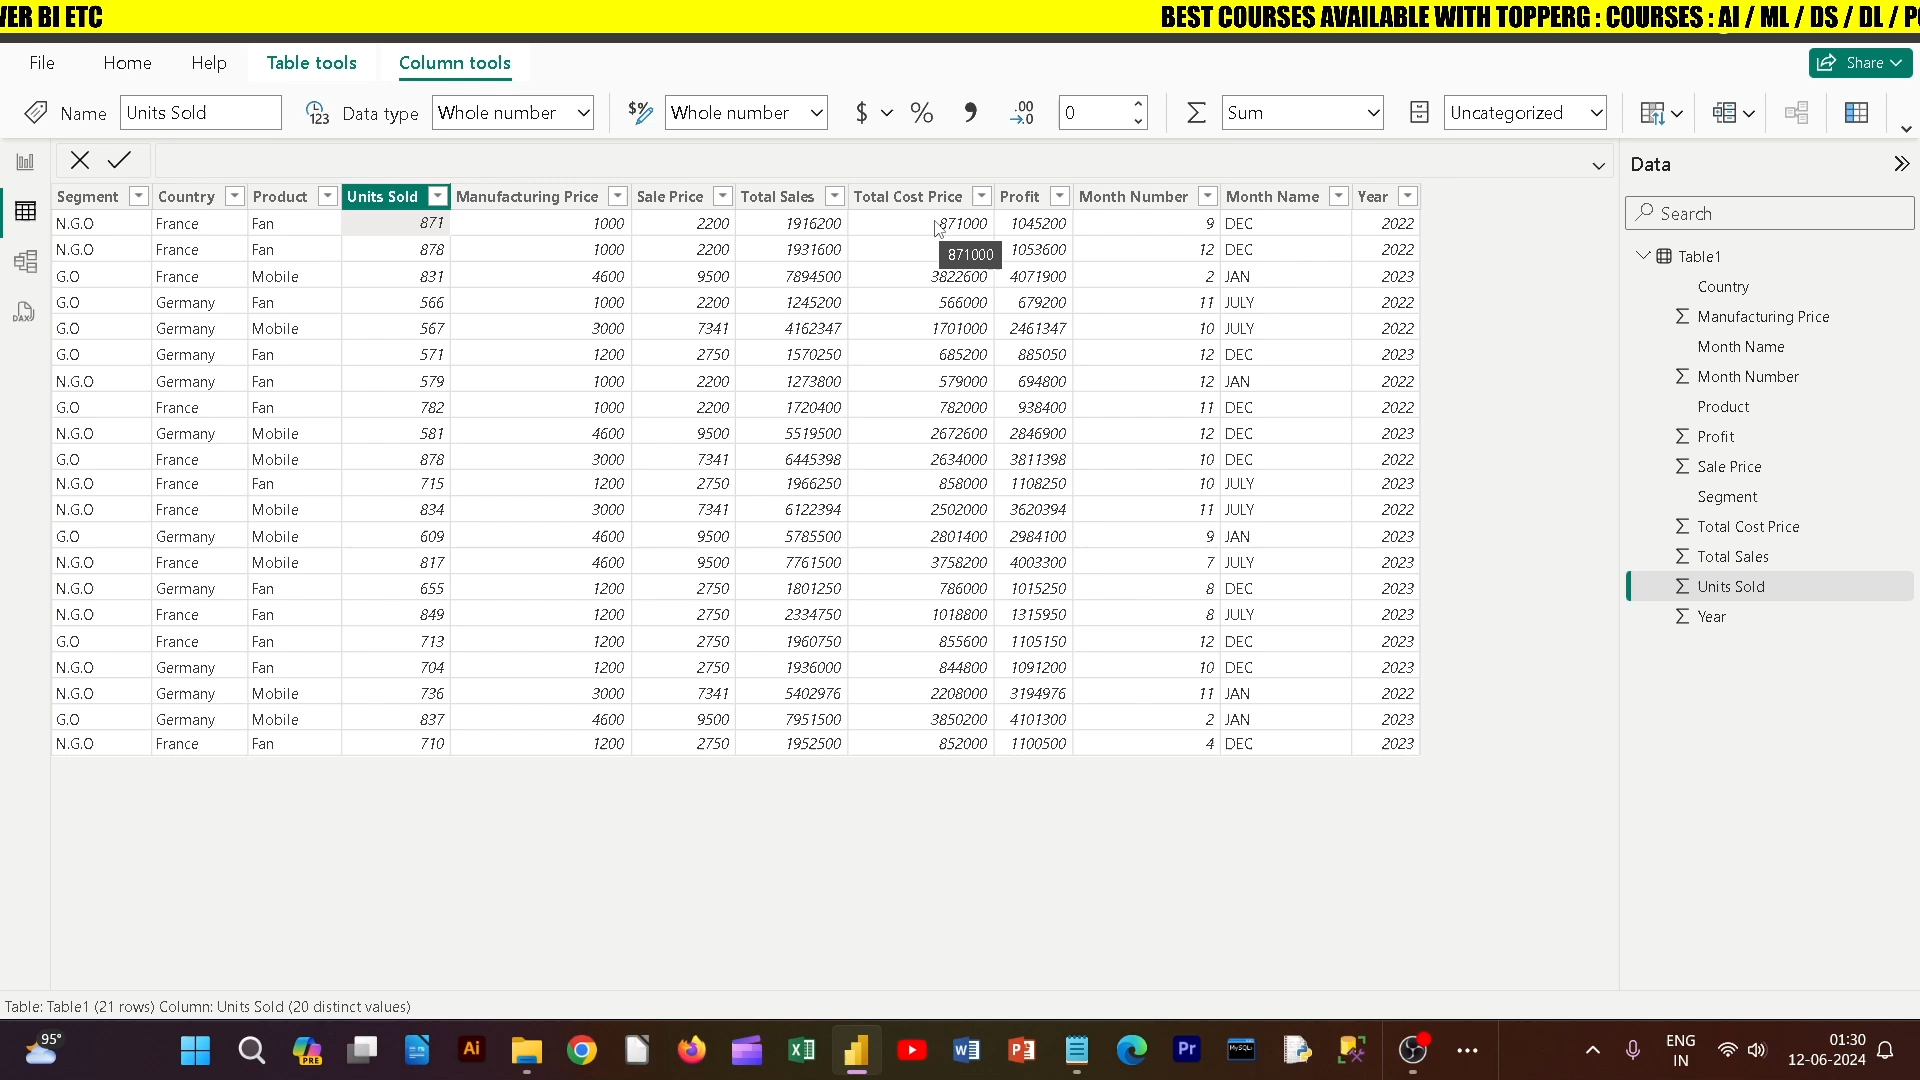 VER BI ETC BEST COURSES AVAILABLE WITH TOPPERG : COURSES : AI / ML / DS / DL / P
File Home Help Table tools Column tools Share
Name Units Sold Data type Whole number Whole number $ % 0 Sum Uncategorized
Segment Country Product Units Sold Manufacturing Price Sale Price Total Sales Total Cost Price Profit Month Number Month Name Year
N.G.O France Fan 871 1000 2200 1916200 871000 1045200 9 DEC 2022
N.G.O France Fan 878 1000 2200 1931600 1053600 12 DEC 2022
871000
G.O France Mobile 831 4600 9500 7894500 3822600 4071900 2 JAN 2023
G.O Germany Fan 566 1000 2200 1245200 566000 679200 11 JULY 2022
G.O Germany Mobile 567 3000 7341 4162347 1701000 2461347 10 JULY 2022
G.O Germany Fan 571 1200 2750 1570250 685200 885050 12 DEC 2023
N.G.O Germany Fan 579 1000 2200 1273800 579000 694800 12 JAN 2022
G.O France Fan 782 1000 2200 1720400 782000 938400 11 DEC 2022
N.G.O Germany Mobile 581 4600 9500 5519500 2672600 2846900 12 DEC 2023
G.O France Mobile 878 3000 7341 6445398 2634000 3811398 10 DEC 2022
N.G.O France Fan 715 1200 2750 1966250 858000 1108250 10 JULY 2023
N.G.O France Mobile 834 3000 7341 6122394 2502000 3620394 11 JULY 2022
G.O Germany Mobile 609 4600 9500 5785500 2801400 2984100 9 JAN 2023
N.G.O France Mobile 817 4600 9500 7761500 3758200 4003300 7 JULY 2023
N.G.O Germany Fan 655 1200 2750 1801250 786000 1015250 8 DEC 2023
N.G.O France Fan 849 1200 2750 2334750 1018800 1315950 8 JULY 2023
G.O France Fan 713 1200 2750 1960750 855600 1105150 12 DEC 2023
N.G.O Germany Fan 704 1200 2750 1936000 844800 1091200 10 DEC 2023
N.G.O Germany Mobile 736 3000 7341 5402976 2208000 3194976 11 JAN 2022
G.O Germany Mobile 837 4600 9500 7951500 3850200 4101300 2 JAN 2023
N.G.O France Fan 710 1200 2750 1952500 852000 1100500 4 DEC 2023
Data
Search
Table1
Country
Manufacturing Price
Month Name
Month Number
Product
Profit
Sale Price
Segment
Total Cost Price
Total Sales
Units Sold
Year
Table: Table1 (21 rows) Column: Units Sold (20 distinct values)
95°
ENG
IN
01:30
12-06-2024